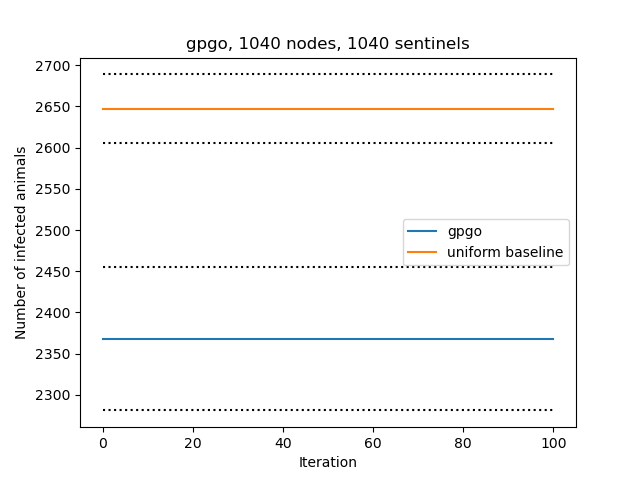 gpgo, 1040 nodes, 1040 sentinels
2700
2650
2600
2550
2500
2450
2400
2350
2300
Number of infected animals
gpgo
uniform baseline
0 20 40 60 80 100
Iteration